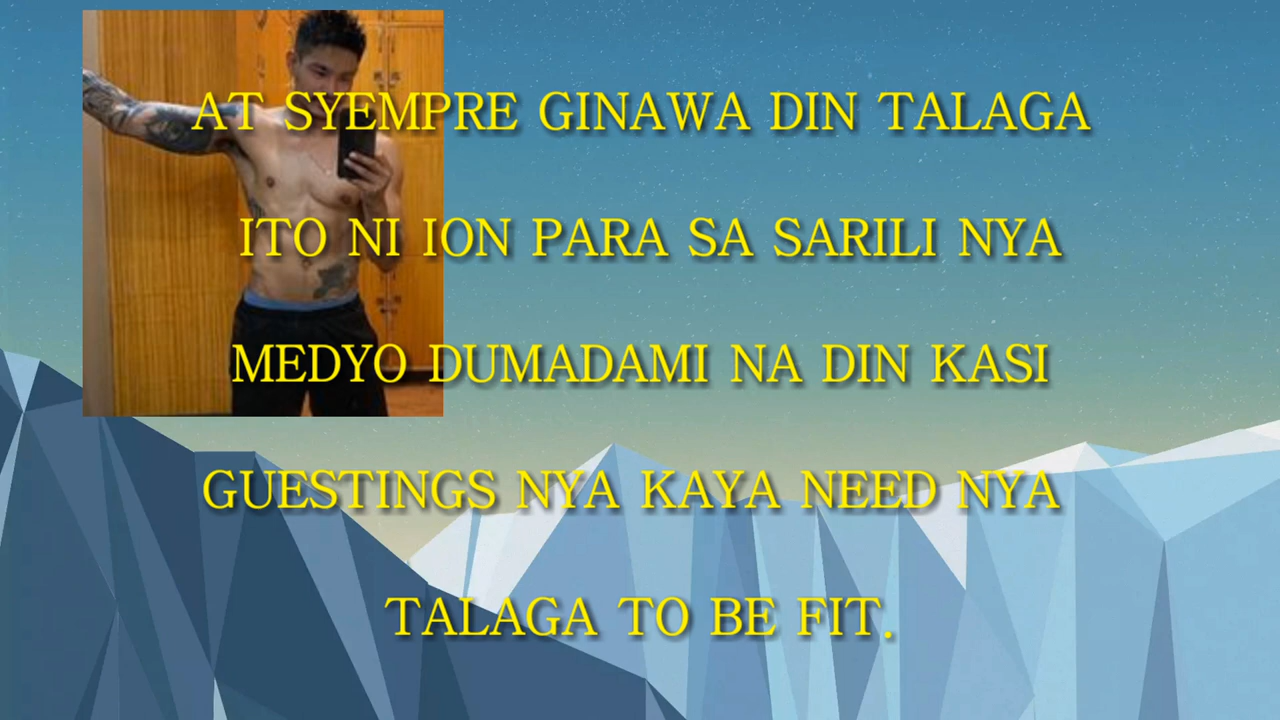 AT SYEMPRE GINAWA DIN TALAGA
ITO NI ION PARA SA SARILI NYA
MEDYO DUMADAMI NA DIN KASI
GUESTINGS NYA KAYA NEED NYA
TALAGA TO BE FIT.